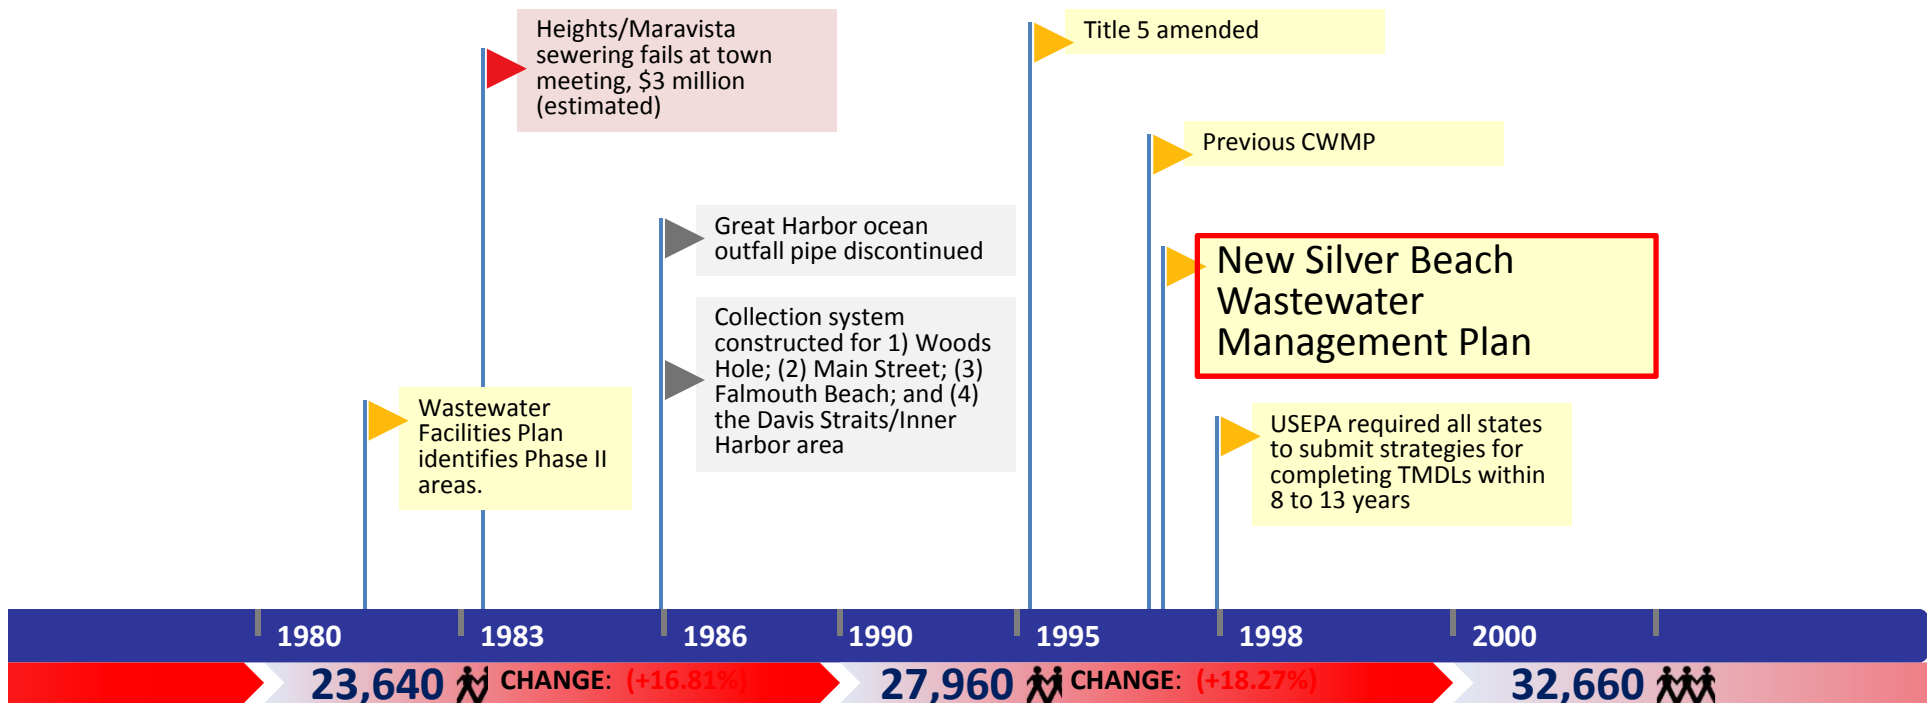 Heights/Maravista
sewering fails at town
meeting, $3 million
(estimated)
Title 5 amended
Previous CWMP
Great Harbor ocean
outfall pipe discontinued
New Silver Beach
Wastewater
Management Plan
Collection system
constructed for 1) Woods
Hole; (2) Main Street; (3)
Falmouth Beach; and (4)
the Davis Straits/Inner
Harbor area
Wastewater
Facilities Plan
identifies Phase II
areas.
USEPA required all states
to submit strategies for
completing TMDLs within
8 to 13 years
1980 1983 1986 1990 1995 1998 2000
23,640 CHANGE: (+16.81%) 27,960 CHANGE: (+18.27%) 32,660